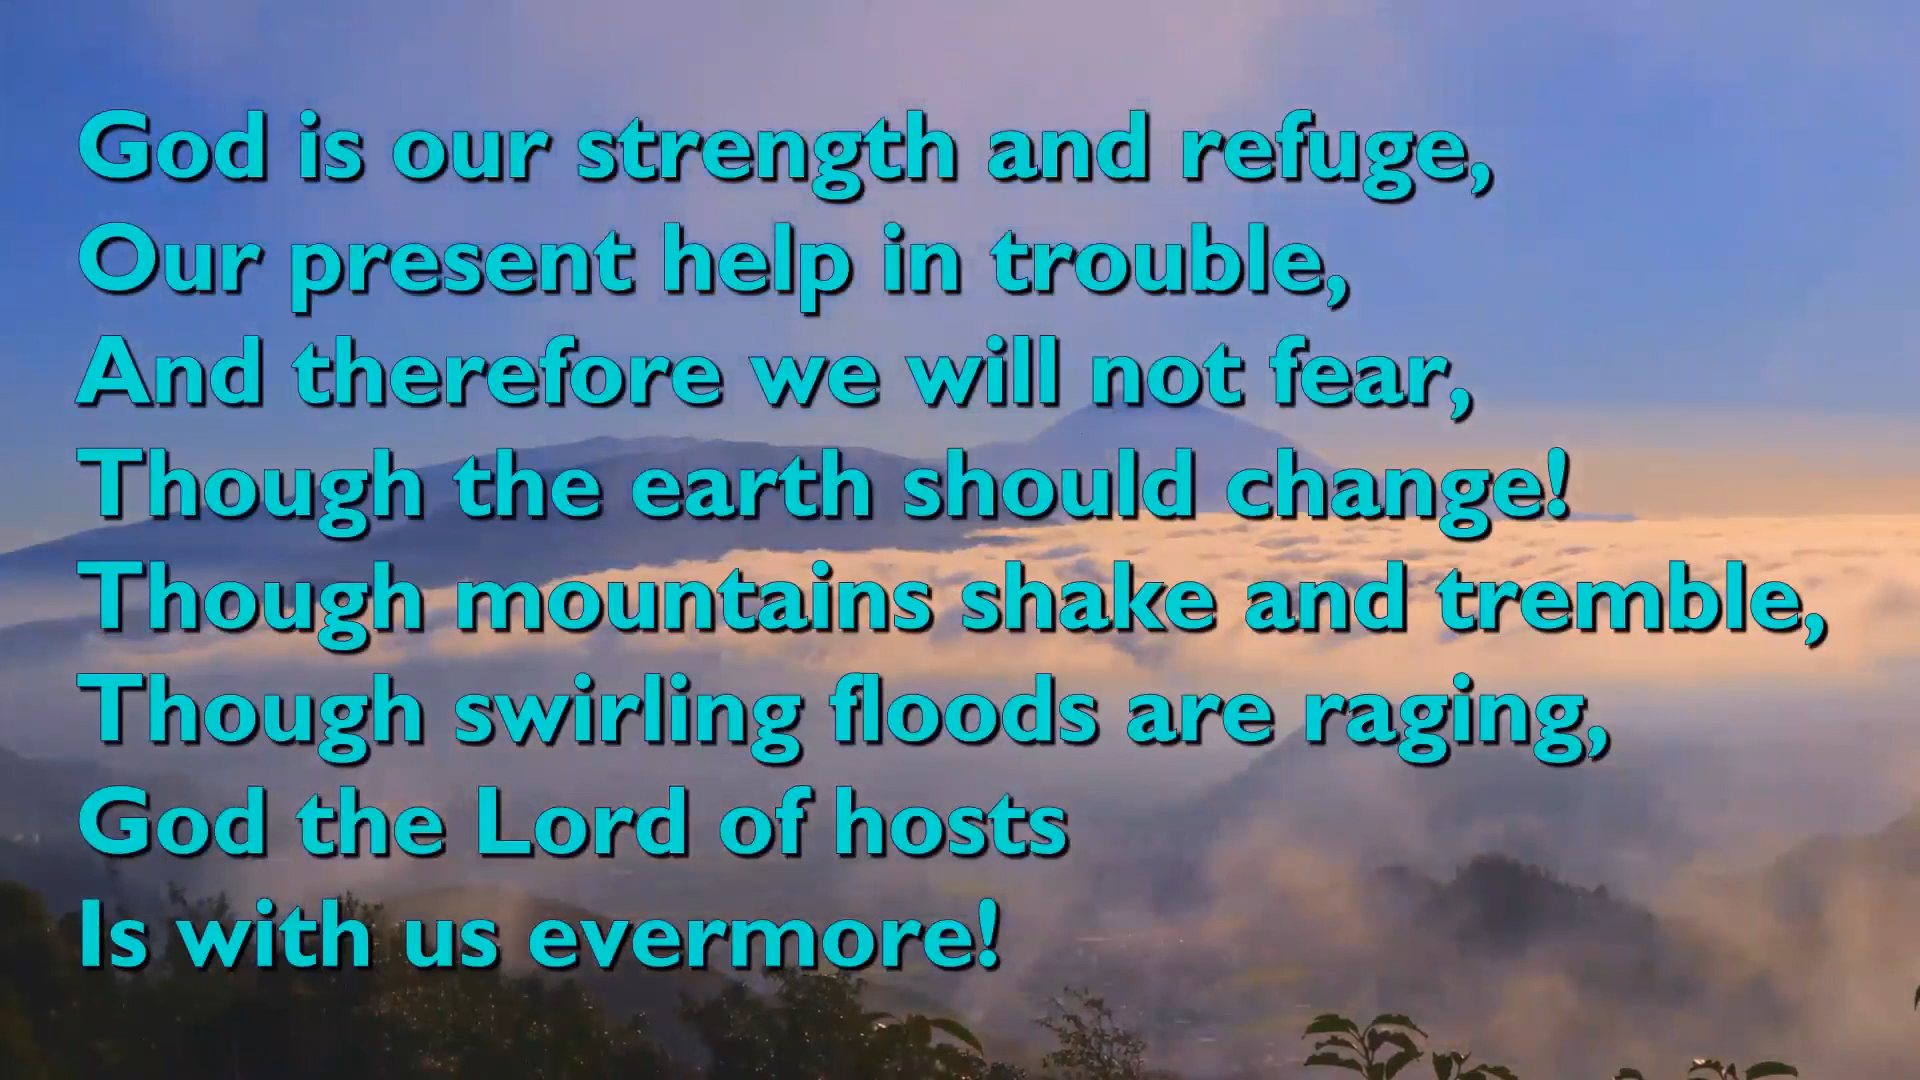 God is our strength and refuge,
Our present help in trouble,
And therefore we will not fear,
Though the earth should change!
Though mountains shake and tremble,
Though swirling floods are raging,
God the Lord of hosts
Is with us evermore!